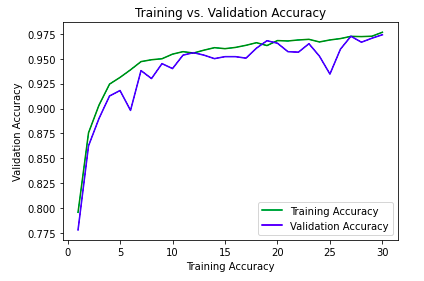 Training vs. Validation Accuracy
0.975
0.950
0.925
0.900
0.875
0.850
0.825
0.800
0.775
Validation Accuracy
Training Accuracy
Validation Accuracy
0 5 10 15 20 25 30
Training Accuracy